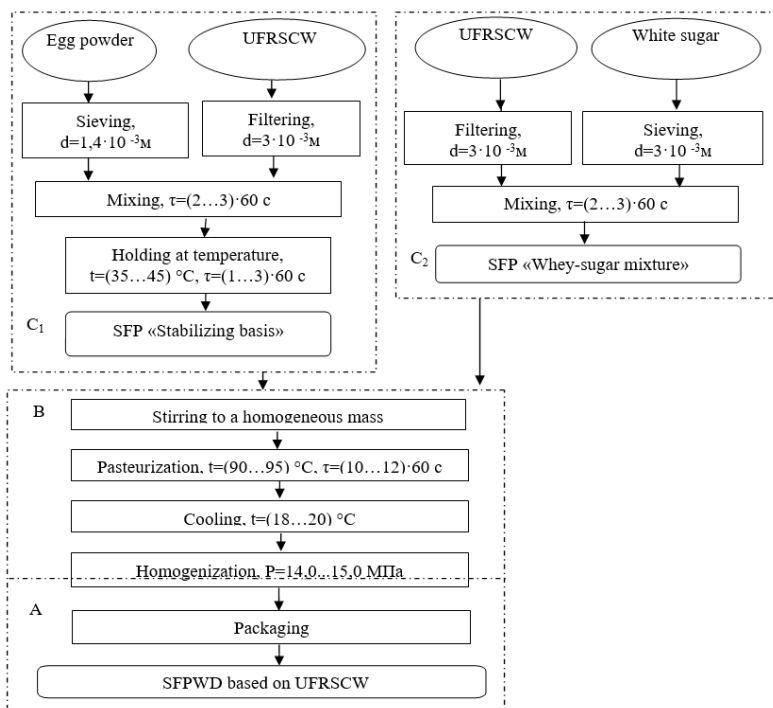 Egg powder
UFRSCW
Sieving,
d=1,4·10 ⁻³м
Filtering,
d=3·10 ⁻³м
Mixing, τ=(2…3)·60 с
Holding at temperature,
t=(35…45) °C, τ=(1…3)·60 с
C₁
SFP «Stabilizing basis»
UFRSCW
White sugar
Filtering,
d=3·10 ⁻³м
Sieving,
d=3·10 ⁻³м
Mixing, τ=(2…3)·60 с
C₂
SFP «Whey-sugar mixture»
B
Stirring to a homogeneous mass
Pasteurization, t=(90…95) °C, τ=(10…12)·60 с
Cooling, t=(18…20) °C
Homogenization, P=14,0...15,0 МПа
A
Packaging
SFPWD based on UFRSCW